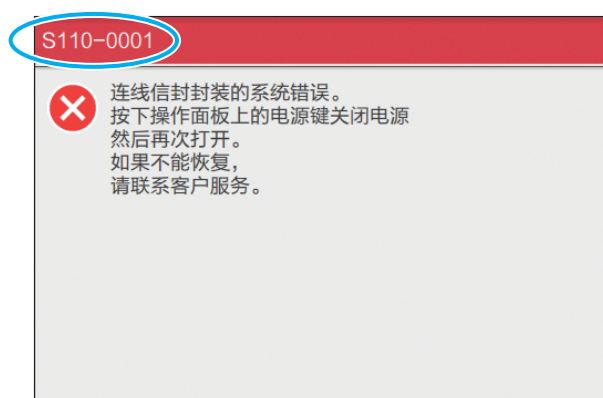 S110-0001
连线信封封装的系统错误。
按下操作面板上的电源键关闭电源
然后再次打开。
如果不能恢复，
请联系客户服务。